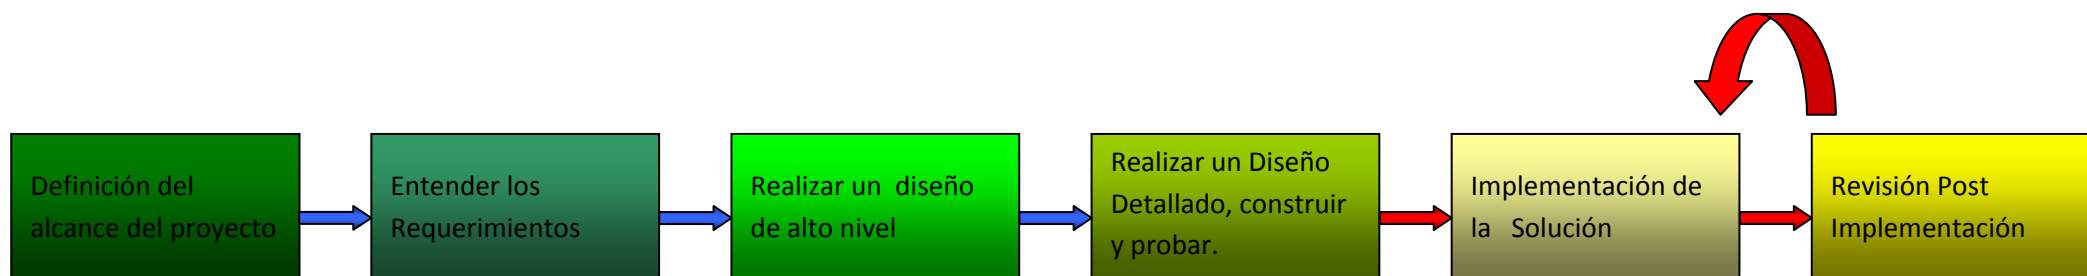 Definición del
alcance del proyecto
Entender los
Requerimientos
Realizar un  diseño
de alto nivel
Realizar un Diseño
Detallado, construir
y probar.
Implementación de
la   Solución
Revisión Post
Implementación